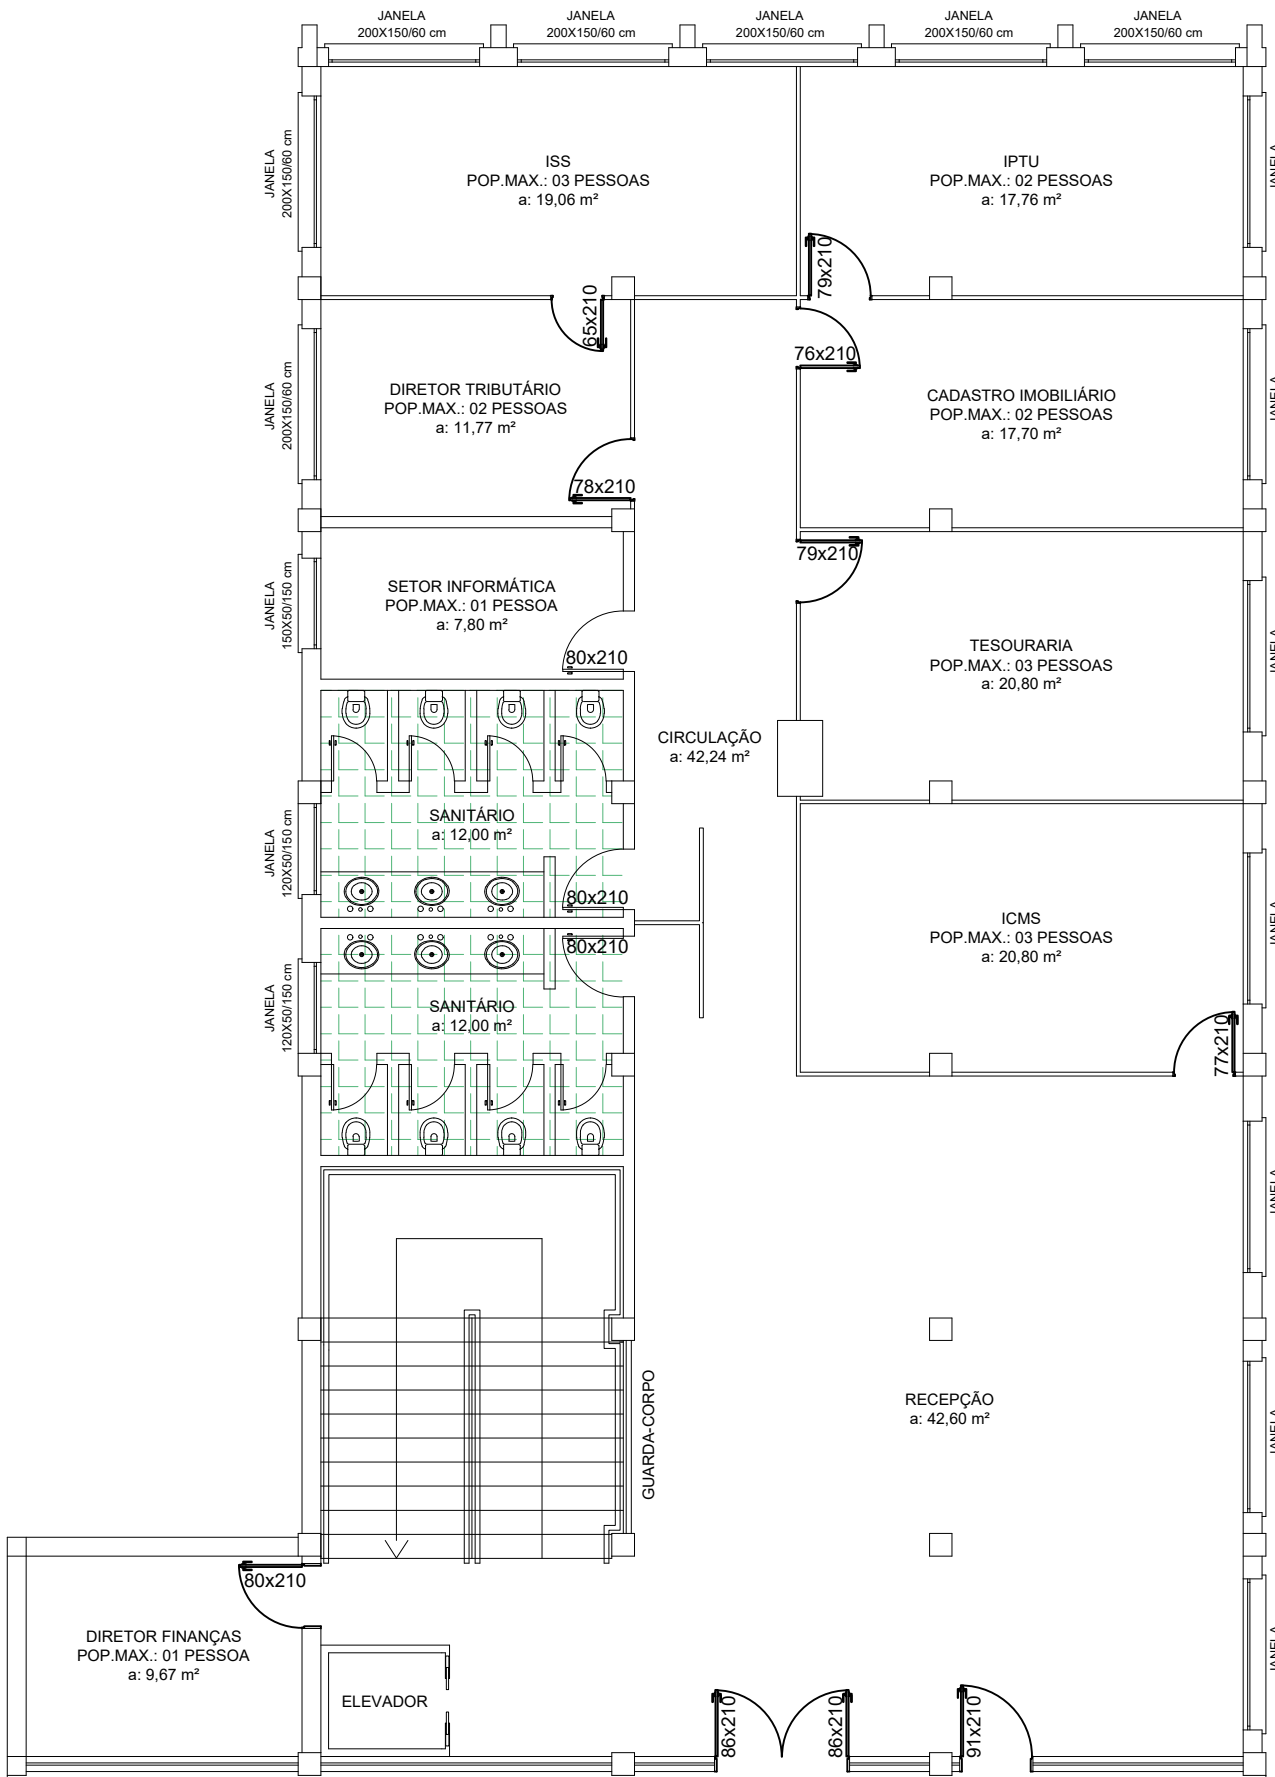 JANELA
200X150/60 cm
JANELA
200X150/60 cm
JANELA
200X150/60 cm
JANELA
200X150/60 cm
JANELA
200X150/60 cm
JANELA
200X150/60 cm
ISS
POP.MAX.: 03 PESSOAS
a: 19,06 m²
IPTU
POP.MAX.: 02 PESSOAS
a: 17,76 m²
JANELA
79x210
65x210
76x210
JANELA
200X150/60 cm
DIRETOR TRIBUTÁRIO
POP.MAX.: 02 PESSOAS
a: 11,77 m²
CADASTRO IMOBILIÁRIO
POP.MAX.: 02 PESSOAS
a: 17,70 m²
JANELA
78x210
79x210
JANELA
150X50/150 cm
SETOR INFORMÁTICA
POP.MAX.: 01 PESSOA
a: 7,80 m²
80x210
TESOURARIA
POP.MAX.: 03 PESSOAS
a: 20,80 m²
JANELA
CIRCULAÇÃO
a: 42,24 m²
JANELA
120X50/150 cm
SANITÁRIO
a: 12,00 m²
80x210
80x210
ICMS
POP.MAX.: 03 PESSOAS
a: 20,80 m²
JANELA
JANELA
120X50/150 cm
SANITÁRIO
a: 12,00 m²
77x210
JANELA
GUARDA-CORPO
RECEPÇÃO
a: 42,60 m²
JANELA
80x210
DIRETOR FINANÇAS
POP.MAX.: 01 PESSOA
a: 9,67 m²
JANELA
ELEVADOR
86x210
86x210
91x210